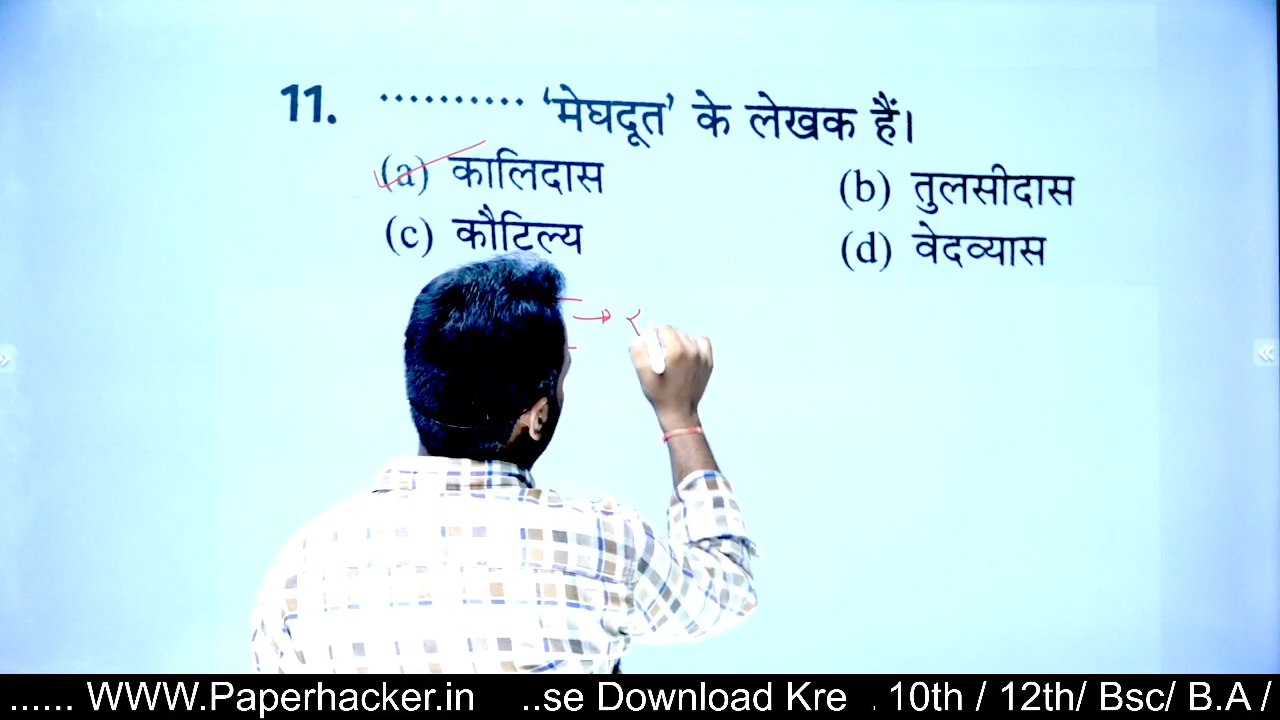 11. .......... ‘मेघदूत’ के लेखक हैं।
(a) कालिदास (b) तुलसीदास
(c) कौटिल्य (d) वेदव्यास
...... WWW.Paperhacker.in ..se Download Kre . 10th / 12th/ Bsc/ B.A /